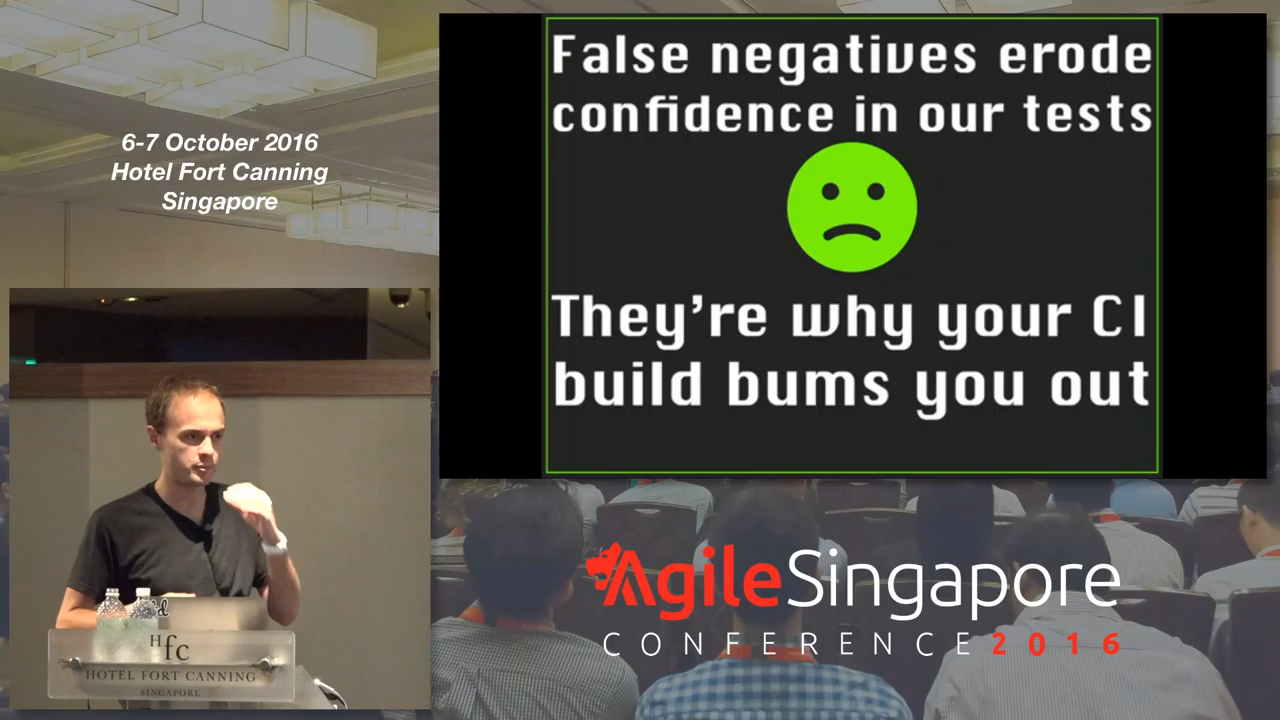 6-7 October 2016
Hotel Fort Canning
Singapore
False negatives erode
confidence in our tests
They're why your CI
build bums you out
Hfc
HOTEL FORT CANNING
SINGAPORE
AgileSingapore
CONFERENCE 2016